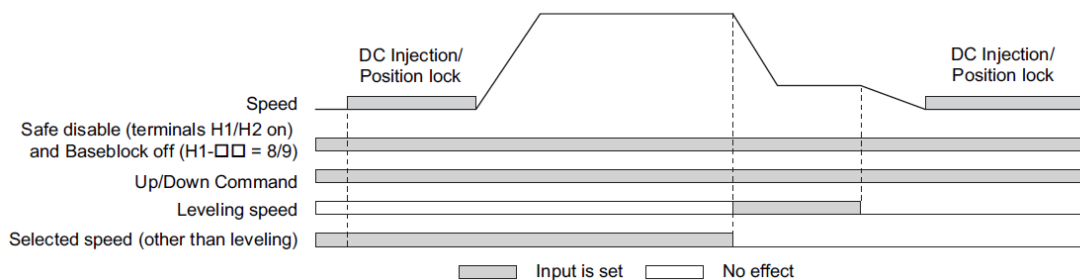 DC Injection/
Position lock
DC Injection/
Position lock
Speed
Safe disable (terminals H1/H2 on)
and Baseblock off (H1-□□ = 8/9)
Up/Down Command
Leveling speed
Selected speed (other than leveling)
Input is set
No effect